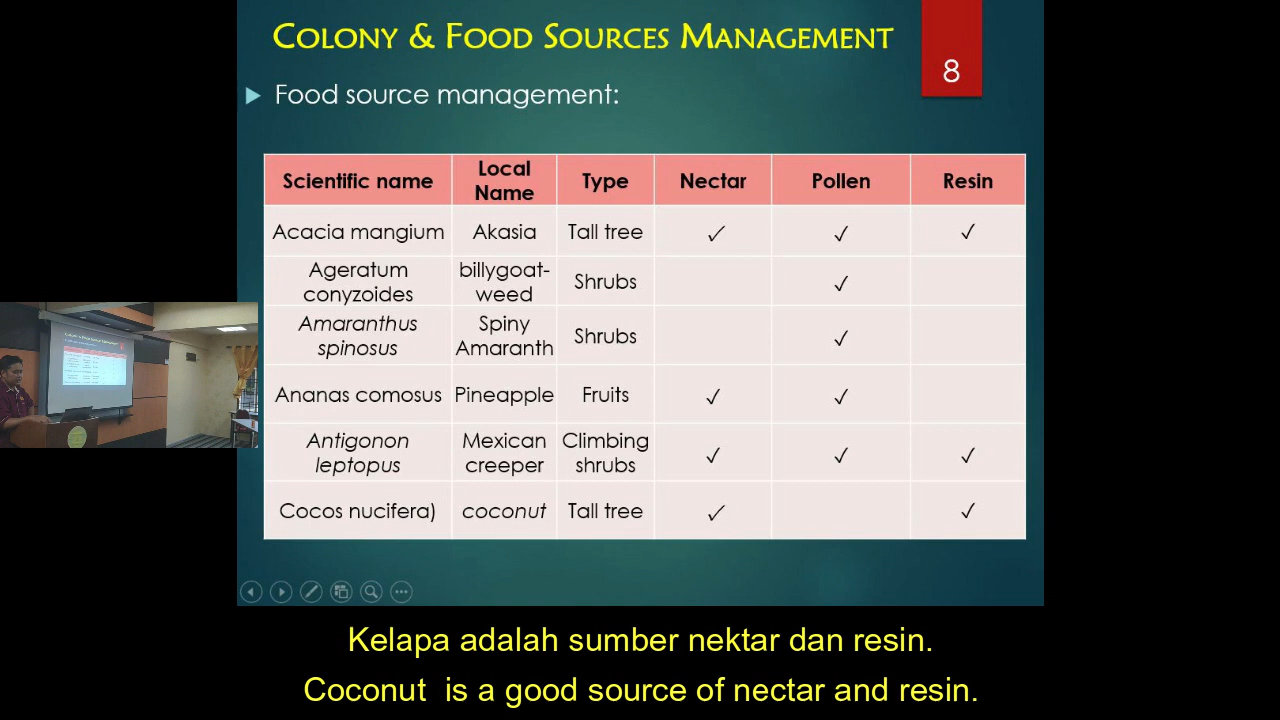 COLONY & FOOD SOURCES MANAGEMENT
8
Food source management:
Scientific name Local Name Type Nectar Pollen Resin
Acacia mangium Akasia Tall tree ✓ ✓ ✓
Ageratum conyzoides billygoat-weed Shrubs ✓
Amaranthus spinosus Spiny Amaranth Shrubs ✓
Ananas comosus Pineapple Fruits ✓ ✓
Antigonon leptopus Mexican creeper Climbing shrubs ✓ ✓ ✓
Cocos nucifera) coconut Tall tree ✓ ✓
Kelapa adalah sumber nektar dan resin.
Coconut is a good source of nectar and resin.